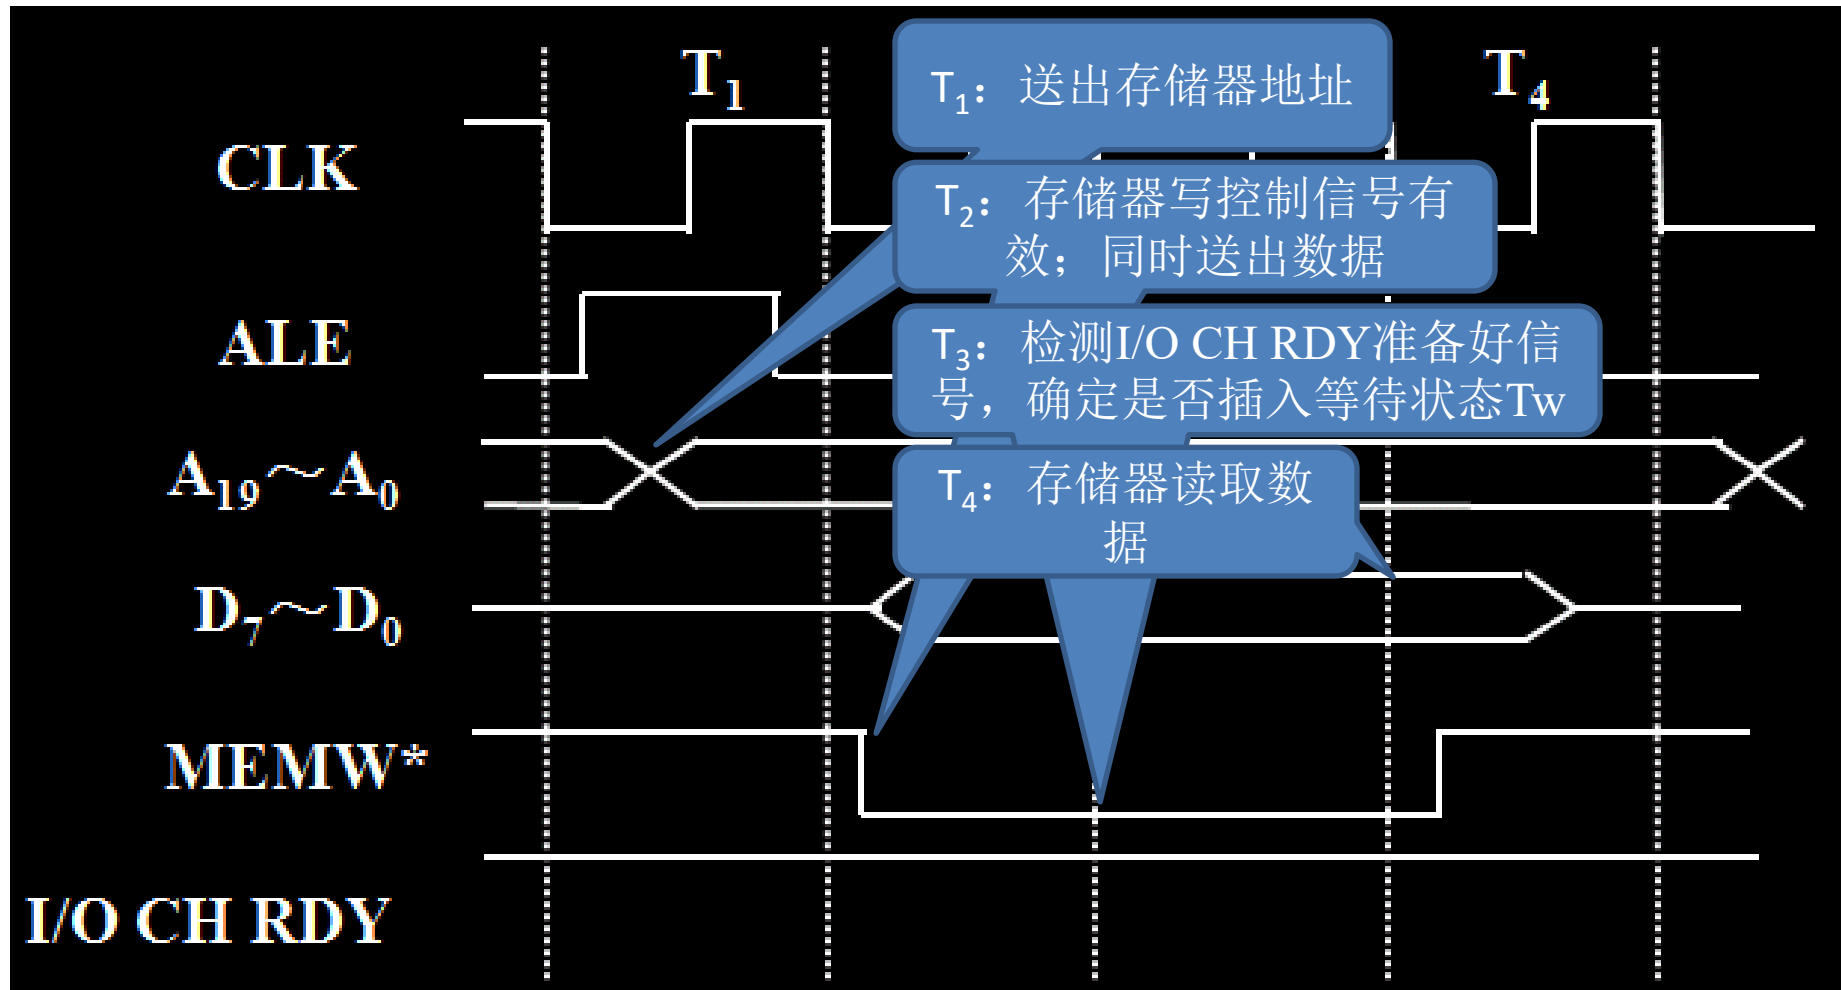 T1
T4
CLK
ALE
A19～A0
D7～D0
MEMW*
I/O CH RDY
T1：送出存储器地址
T2：存储器写控制信号有
效；同时送出数据
T3：检测I/O CH RDY准备好信
号，确定是否插入等待状态Tw
T4：存储器读取数
据